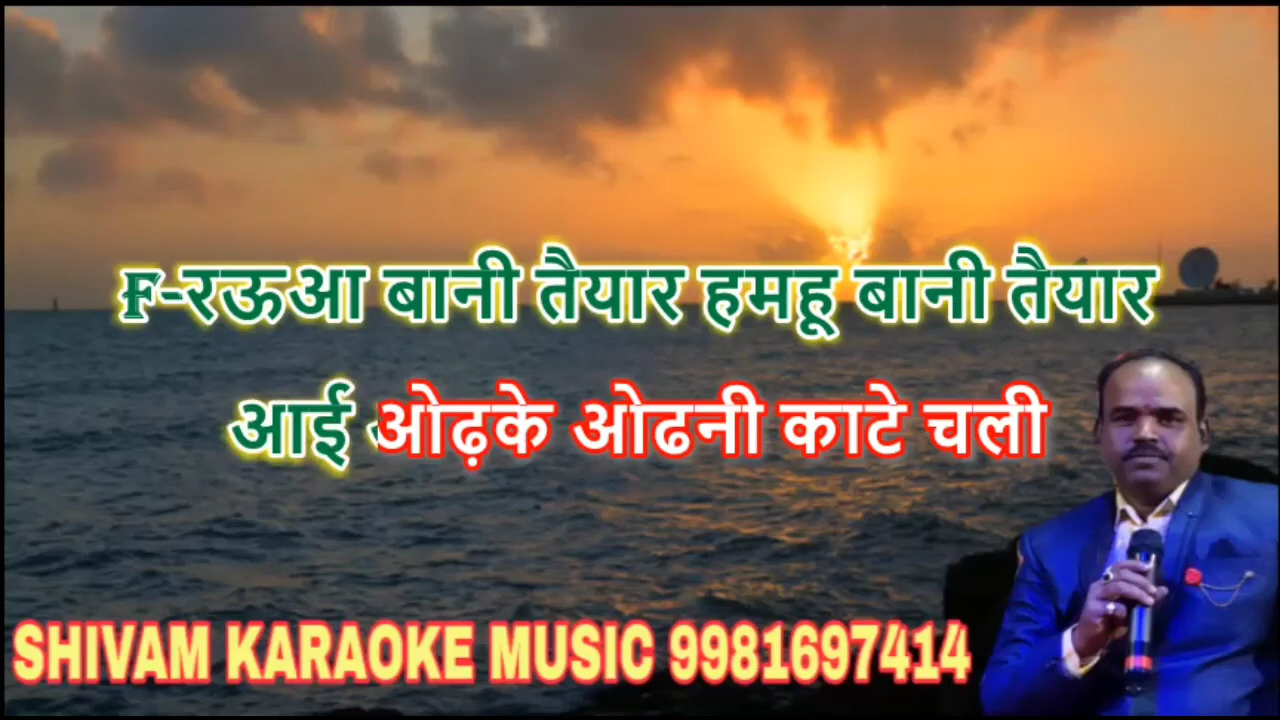 F-रऊआ बानी तैयार हमहू बानी तैयार
आई ओढ़के ओढनी काटे चली
SHIVAM KARAOKE MUSIC 9981697414